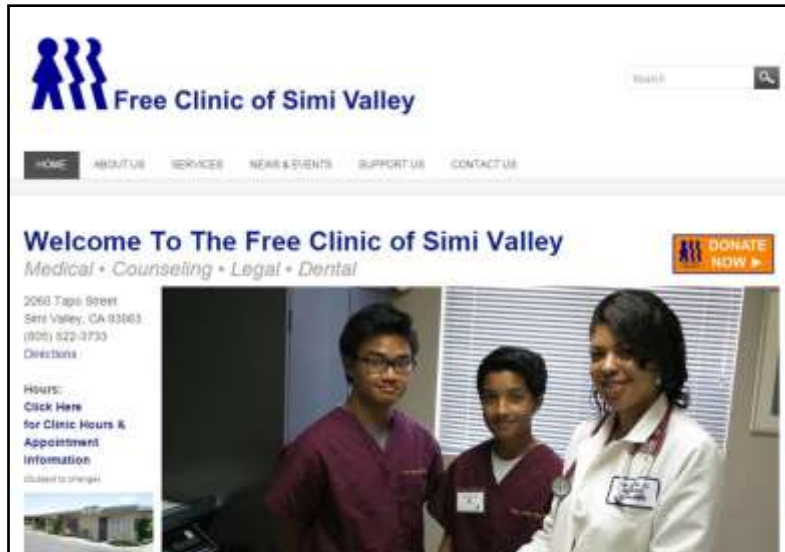 Free Clinic of Simi Valley
Search
HOME ABOUT US SERVICES NEWS & EVENTS SUPPORT US CONTACT US
Welcome To The Free Clinic of Simi Valley
DONATE
NOW
Medical • Counseling • Legal • Dental
2060 Tapo Street
Simi Valley, CA 93063
(805) 522-3733
Directions
Hours:
Click Here
for Clinic Hours &
Appointment
Information
(Subject to change)